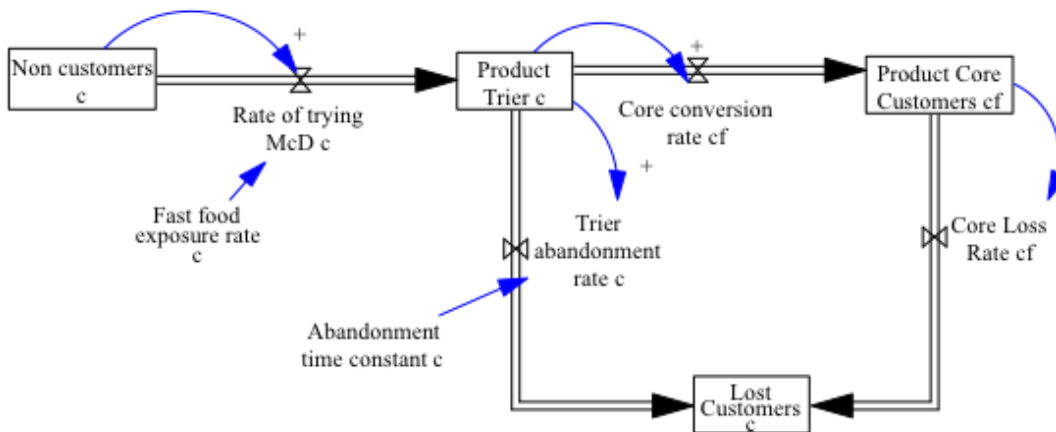 Non customers
c
+
Rate of trying
McD c
Fast food
exposure rate
c
Product
Trier c
+
Core conversion
rate cf
Product Core
Customers cf
+
Trier
abandonment
rate c
Abandonment
time constant c
Core Loss
Rate cf
Lost
Customers
c